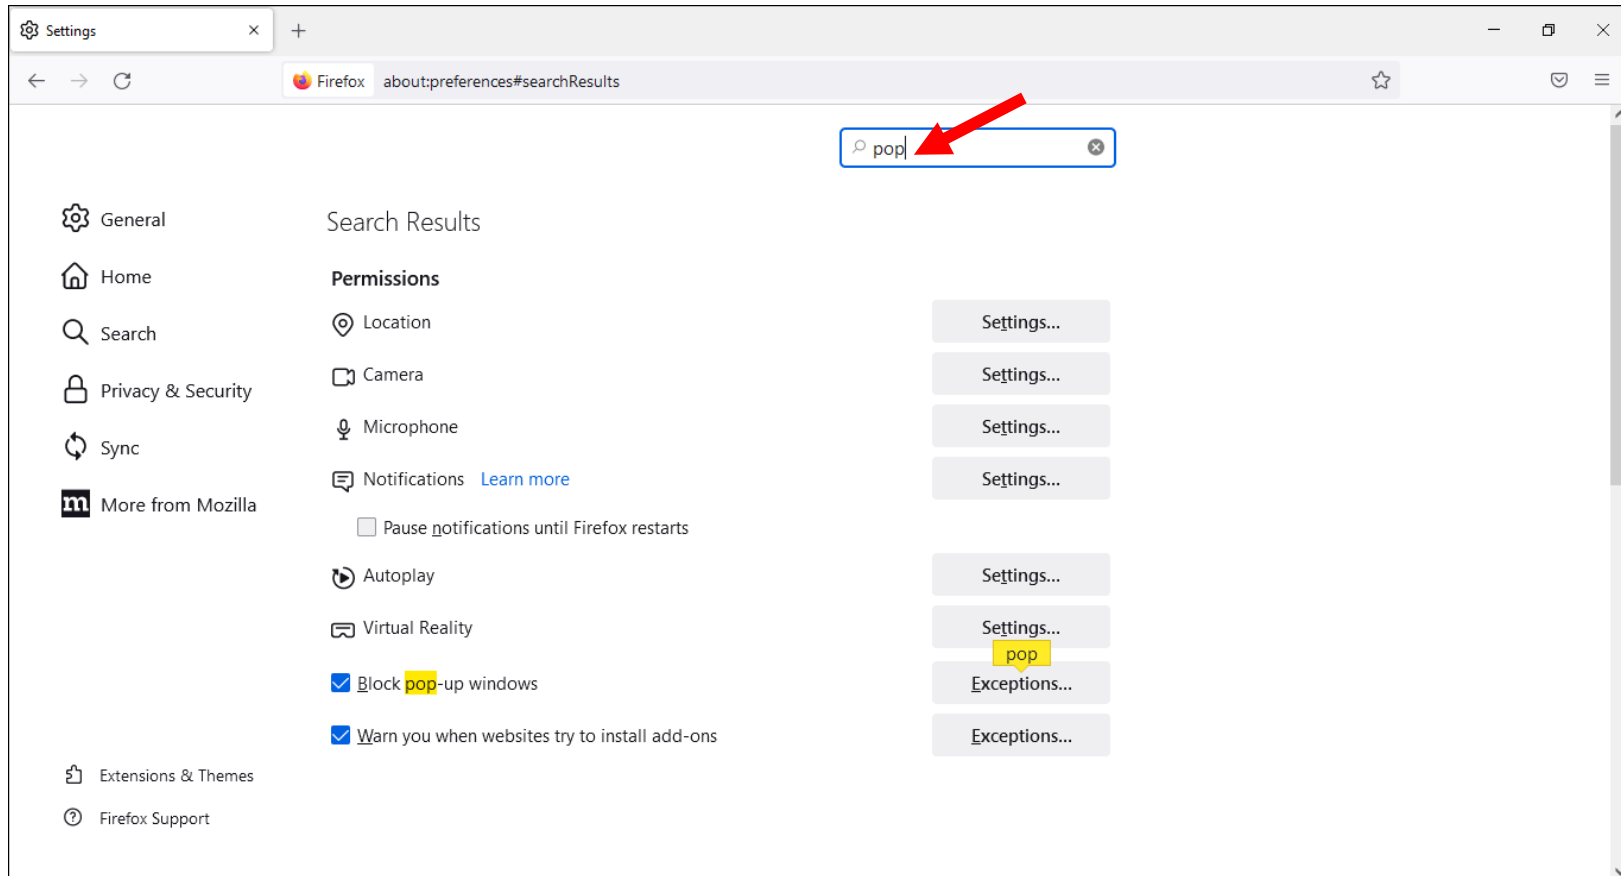 Settings
Firefox about:preferences#searchResults
pop
General
Home
Search
Privacy & Security
Sync
More from Mozilla
Extensions & Themes
Firefox Support
Search Results
Permissions
Location Settings...
Camera Settings...
Microphone Settings...
Notifications Learn more Settings...
Pause notifications until Firefox restarts
Autoplay Settings...
Virtual Reality Settings...
pop
Block pop-up windows Exceptions...
Warn you when websites try to install add-ons Exceptions...